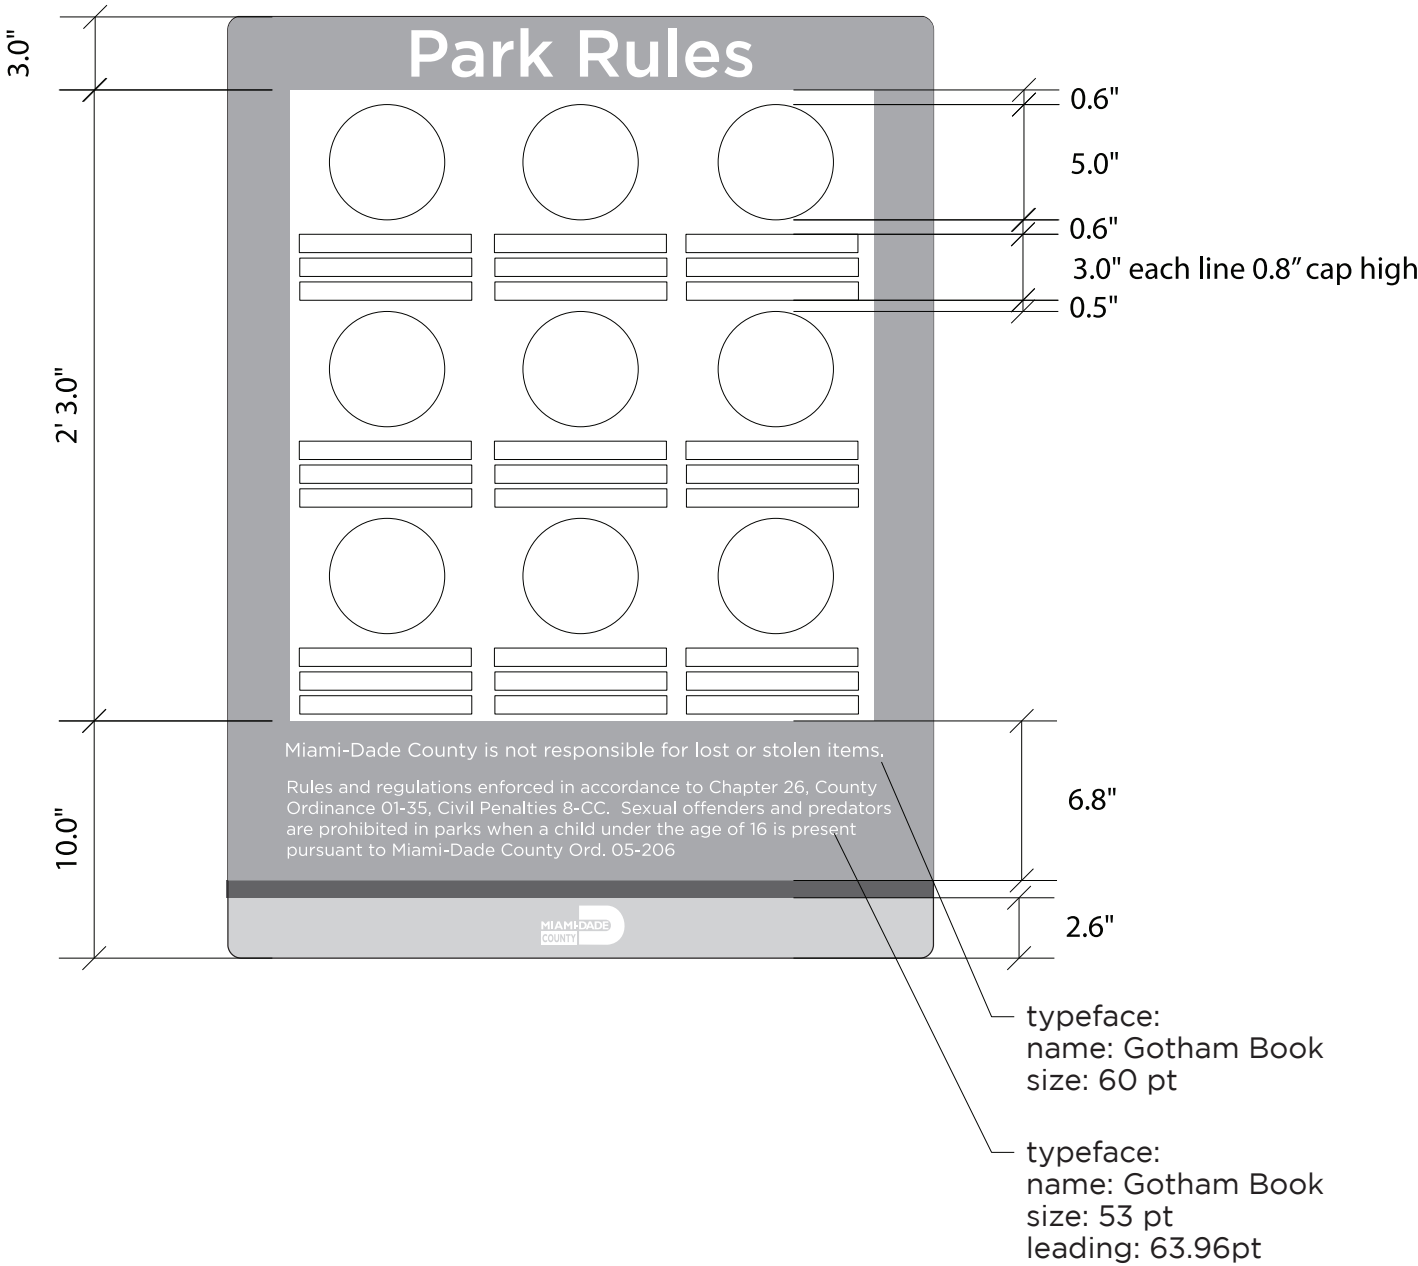 3.0"
Park Rules
0.6"
5.0"
0.6"
3.0" each line 0.8” cap high
0.5"
2' 3.0"
Miami-Dade County is not responsible for lost or stolen items.
Rules and regulations enforced in accordance to Chapter 26, County
Ordinance 01-35, Civil Penalties 8-CC.  Sexual offenders and predators
are prohibited in parks when a child under the age of 16 is present
pursuant to Miami-Dade County Ord. 05-206
6.8"
10.0"
MIAMI-DADE
COUNTY
2.6"
typeface:
name: Gotham Book
size: 60 pt
typeface:
name: Gotham Book
size: 53 pt
leading: 63.96pt